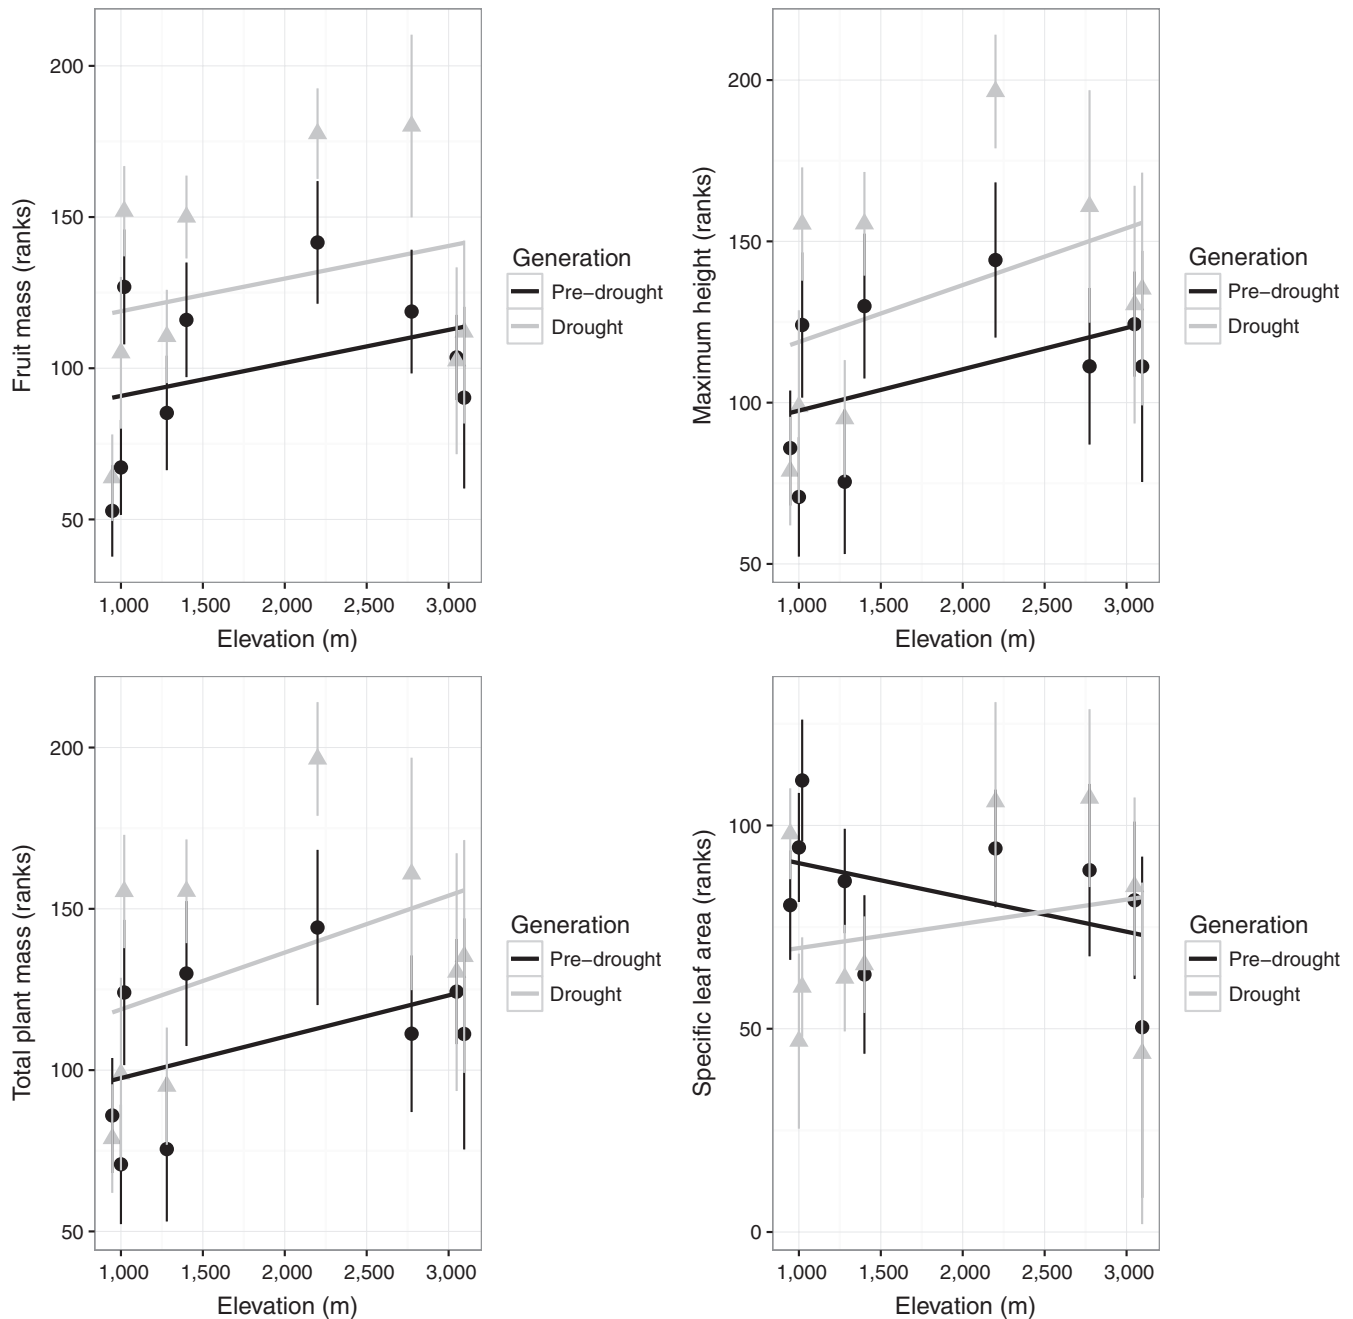 Fruit mass (ranks)
200
150
100
50
1,000 1,500 2,000 2,500 3,000
Elevation (m)
Generation
Pre−drought
Drought
Maximum height (ranks)
200
150
100
50
1,000 1,500 2,000 2,500 3,000
Elevation (m)
Generation
Pre−drought
Drought
Total plant mass (ranks)
200
150
100
50
1,000 1,500 2,000 2,500 3,000
Elevation (m)
Generation
Pre−drought
Drought
Specific leaf area (ranks)
100
50
0
1,000 1,500 2,000 2,500 3,000
Elevation (m)
Generation
Pre−drought
Drought